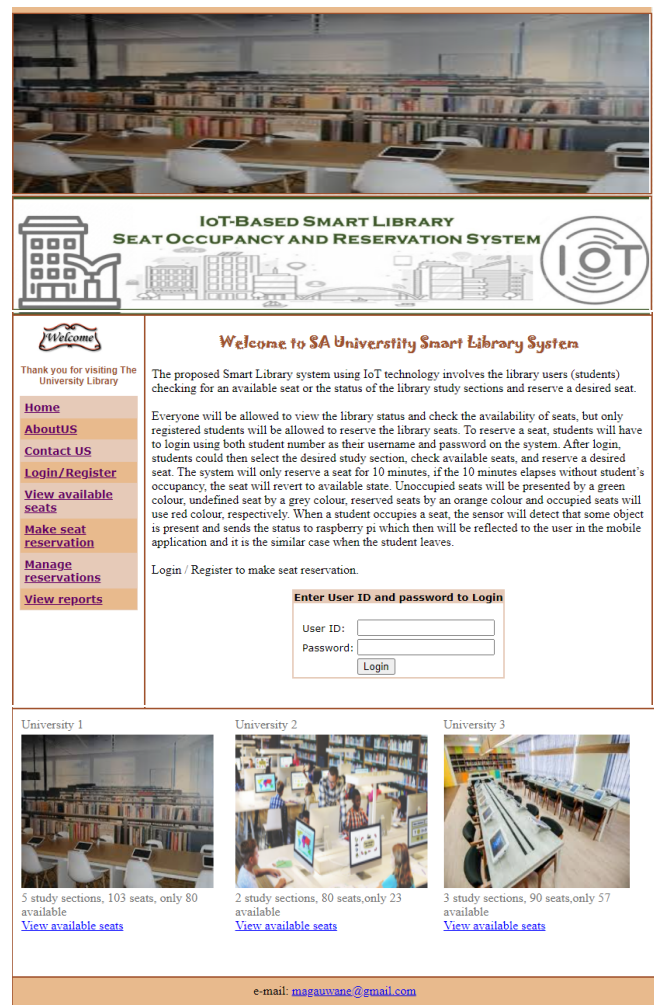 IoT-Based Smart Library
Seat Occupancy and Reservation System
IoT
Welcome
Thank you for visiting The
University Library
Home
AboutUS
Contact US
Login/Register
View available
seats
Make seat
reservation
Manage
reservations
View reports
Welcome to SA Universtity Smart Library System
The proposed Smart Library system using IoT technology involves the library users (students)
checking for an available seat or the status of the library study sections and reserve a desired seat.
Everyone will be allowed to view the library status and check the availability of seats, but only
registered students will be allowed to reserve the library seats. To reserve a seat, students will have
to login using both student number as their username and password on the system. After login,
students could then select the desired study section, check available seats, and reserve a desired
seat. The system will only reserve a seat for 10 minutes, if the 10 minutes elapses without student's
occupancy, the seat will revert to available state. Unoccupied seats will be presented by a green
colour, undefined seat by a grey colour, reserved seats by an orange colour and occupied seats will
use red colour, respectively. When a student occupies a seat, the sensor will detect that some object
is present and sends the status to raspberry pi which then will be reflected to the user in the mobile
application and it is the similar case when the student leaves.
Login / Register to make seat reservation.
Enter User ID and password to Login
User ID:
Password:
Login
University 1
5 study sections, 103 seats, only 80
available
View available seats
University 2
2 study sections, 80 seats,only 23
available
View available seats
University 3
3 study sections, 90 seats,only 57
available
View available seats
e-mail: magauwane@gmail.com